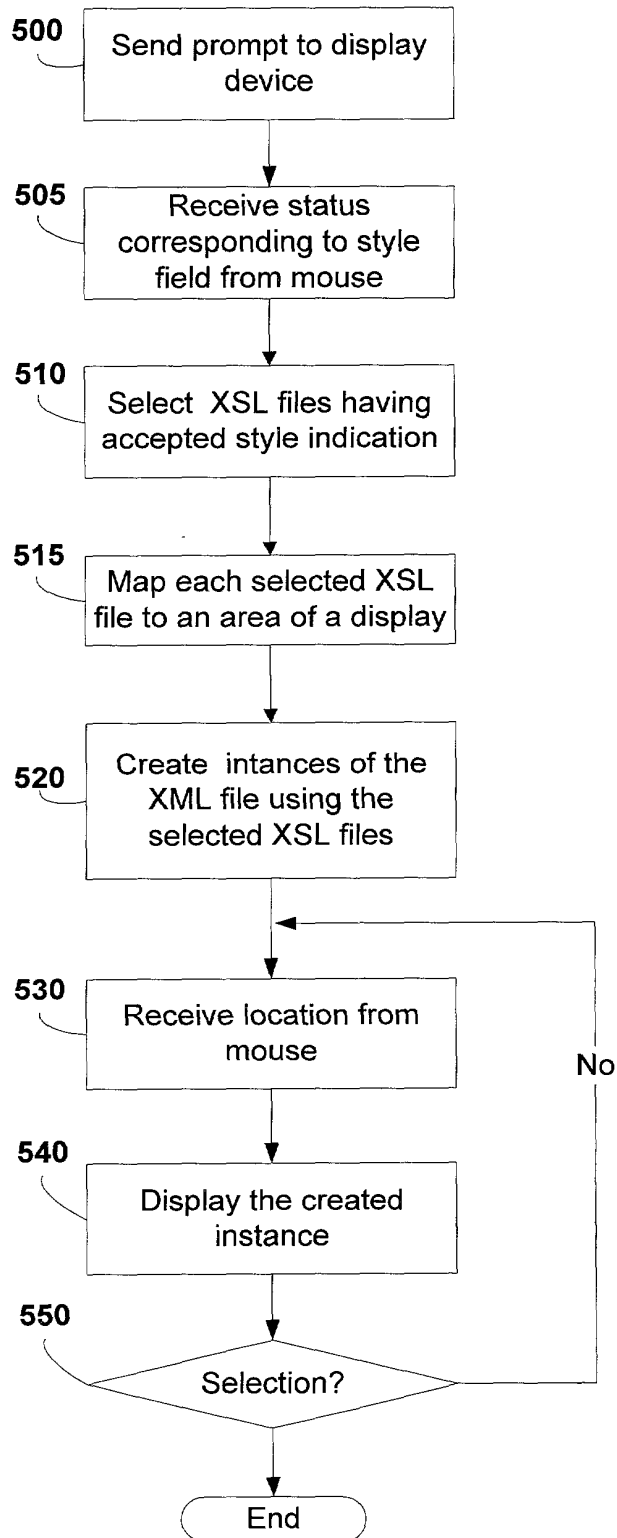 500
Send prompt to display
device
505
Receive status
corresponding to style
field from mouse
510
Select XSL files having
accepted style indication
515
Map each selected XSL
file to an area of a display
520
Create intances of the
XML file using the
selected XSL files
530
Receive location from
mouse
No
540
Display the created
instance
550
Selection?
End